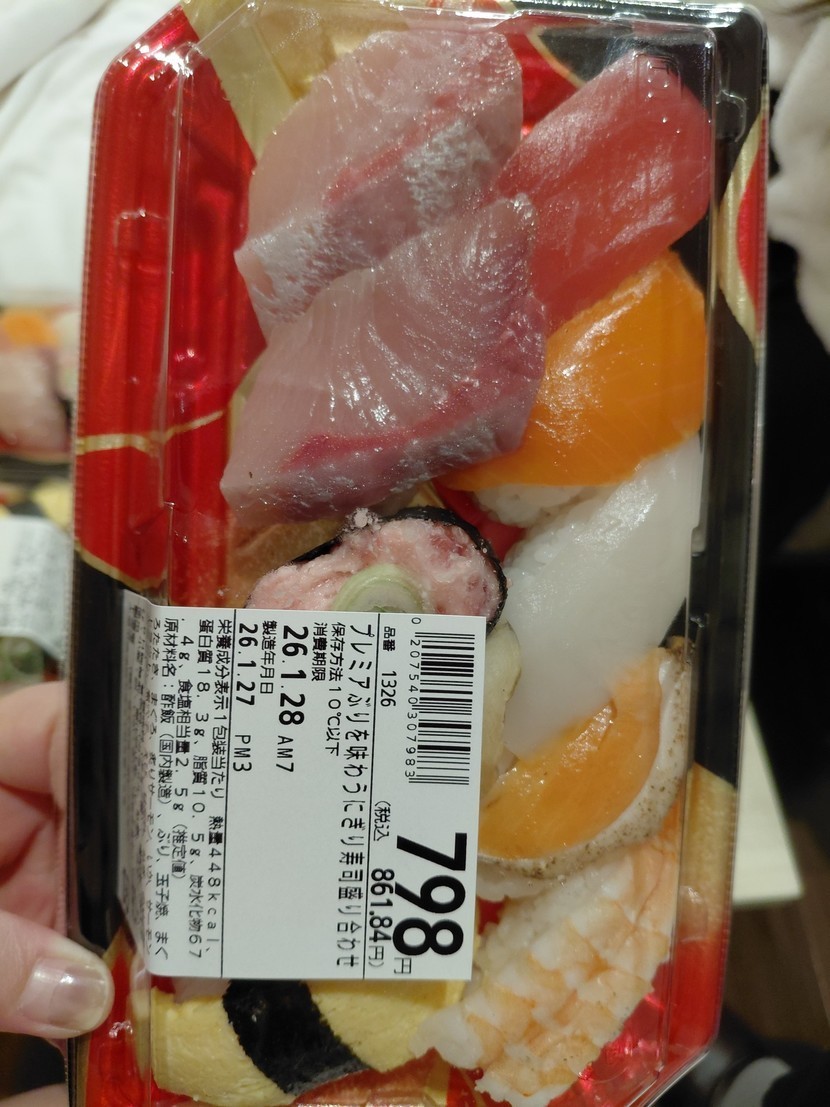 0120754030798 3
品番 1326
798円
(税込 861.84円)
プレミアぶりを味わうにぎり寿司盛り合わせ
保存方法10℃以下
消費期限
26.1.28 AM7
製造年月日
26.1.27 PM3
栄養成分表示1包装当たり 熱量448kcal、
蛋白質18.3g、脂質10.5g、炭水化物67
.4g、食塩相当量2.5g(推定値)
原材料名:酢飯(国内製造)、ぶり、玉子焼、まぐ